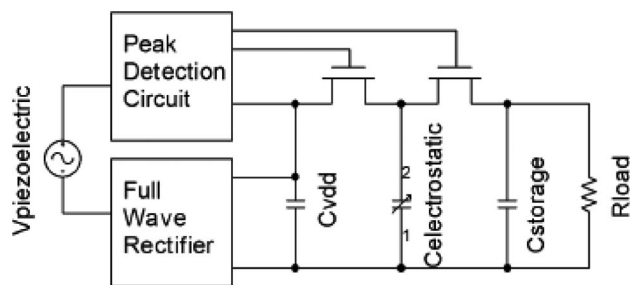 Peak
Detection
Circuit
Vpiezoelectric
Full
Wave
Rectifier
Cvdd
2
1
Celectrostatic
Cstorage
Rload